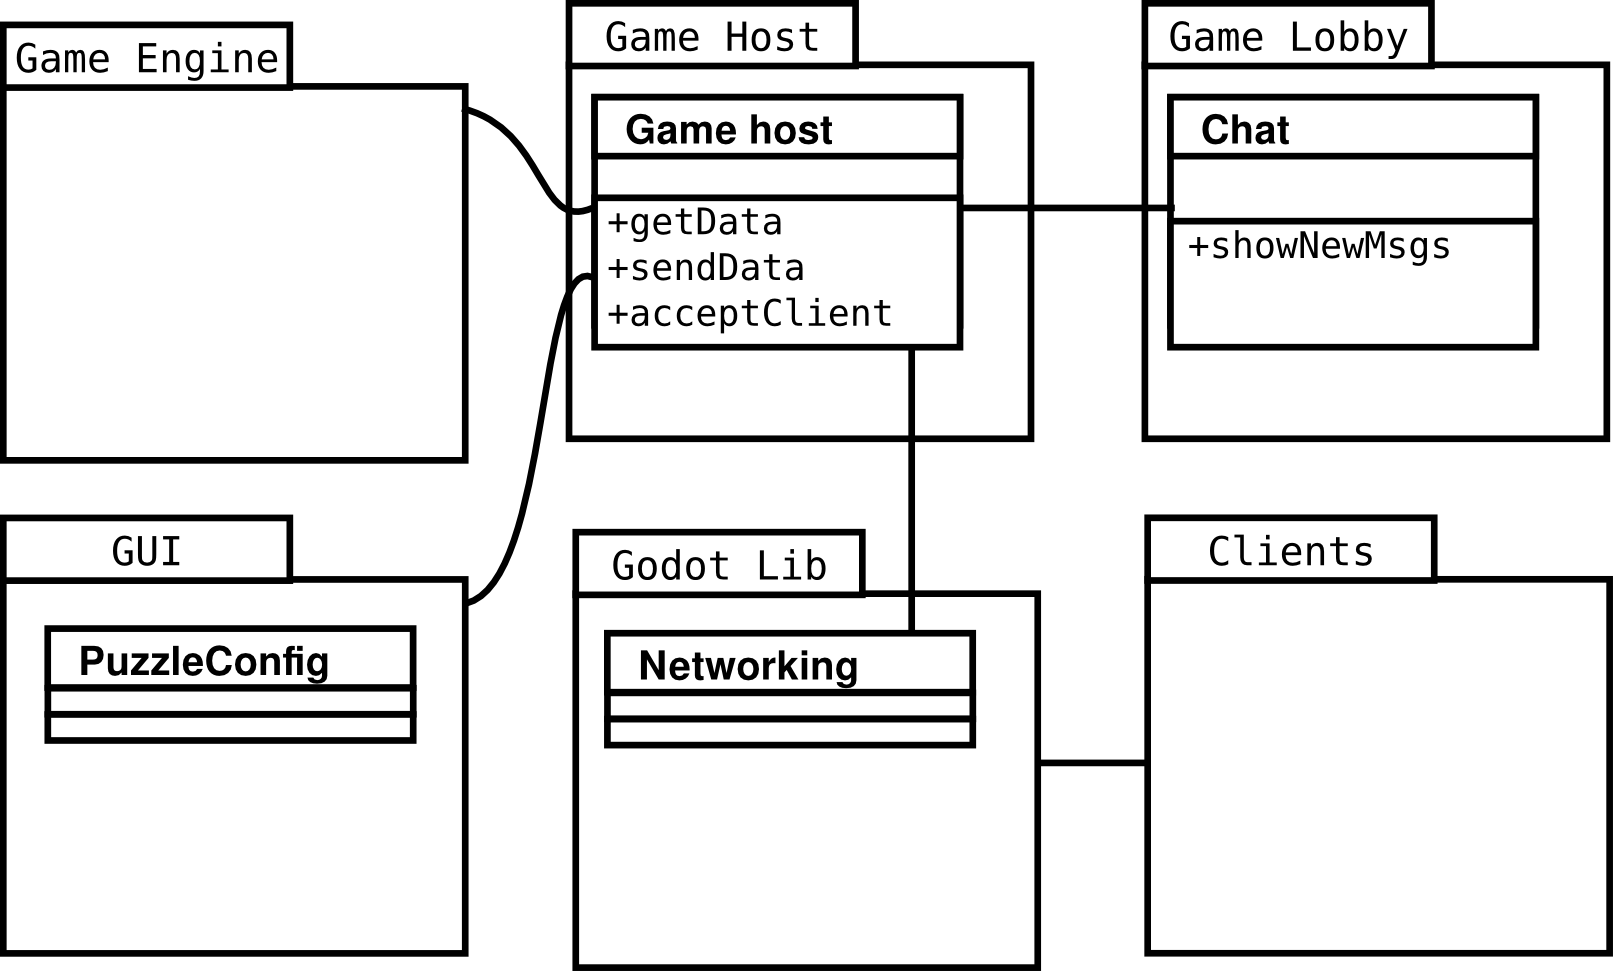 Game Engine
Game Host
Game host
+getData
+sendData
+acceptClient
Game Lobby
Chat
+showNewMsgs
GUI
PuzzleConfig
Godot Lib
Networking
Clients